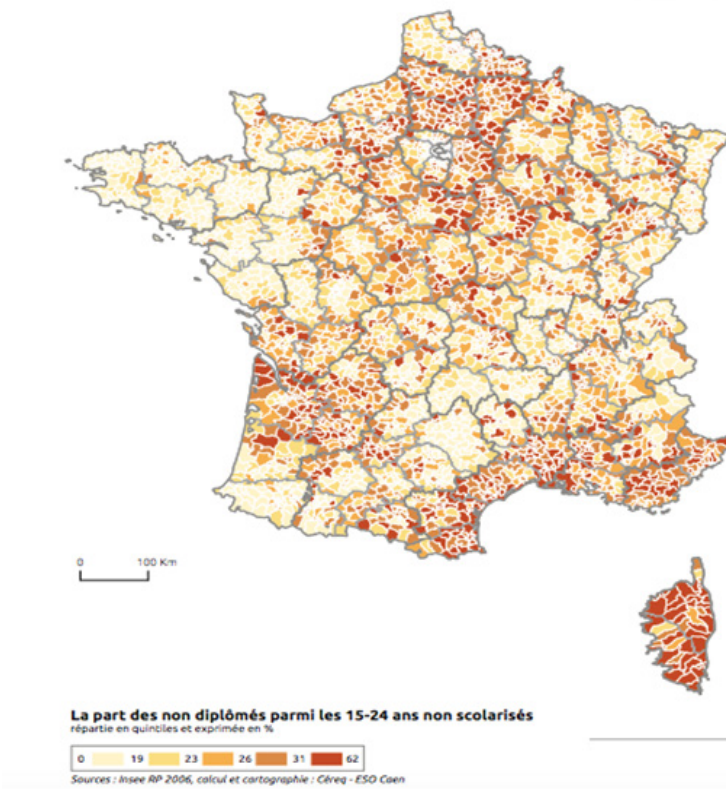 0 100 Km
La part des non diplômés parmi les 15-24 ans non scolarisés
répartie en quintiles et exprimée en %
0 19 23 26 31 62
Sources : Insee RP 2006, calcul et cartographie : Céreq - ESO Caen